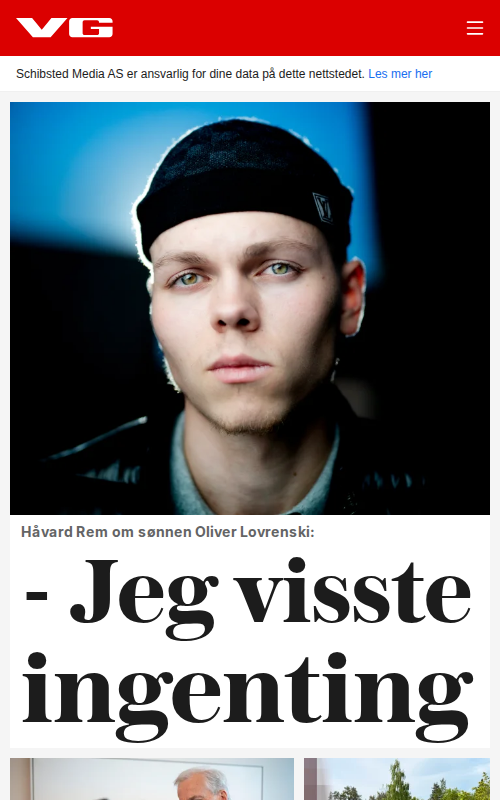 VG
Schibsted Media AS er ansvarlig for dine data på dette nettstedet. Les mer her
Håvard Rem om sønnen Oliver Lovrenski:
- Jeg visste
ingenting